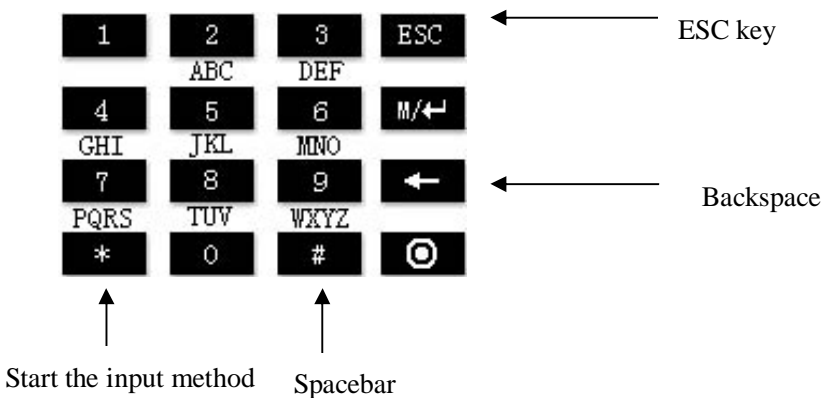 1 2 3 ESC ESC key
ABC DEF
4 5 6 M/↵
GHI JKL MNO
7 8 9 ← Backspace
PQRS TUV WXYZ
* 0 #
Start the input method Spacebar